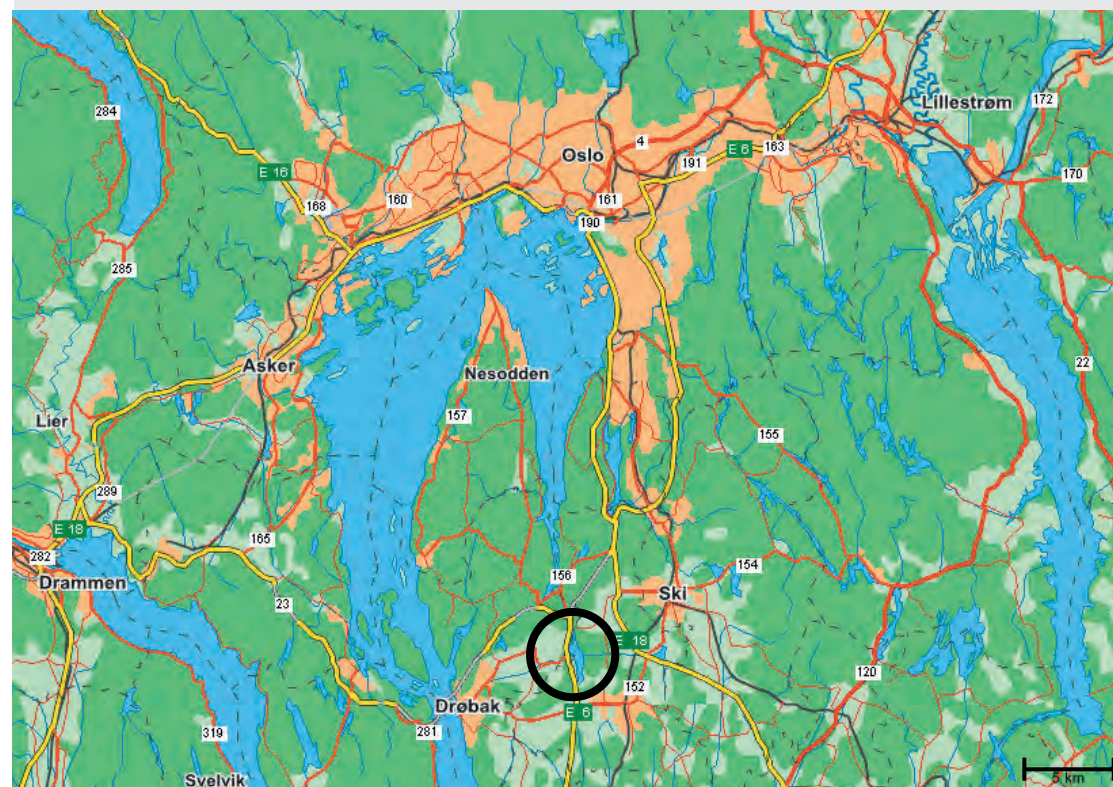 284
172
Lillestrøm
4
Oslo
191
E 6
163
E 16
170
168
160
161
190
285
22
Asker
Nesodden
157
Lier
155
289
E 18
165
282
Drammen
156
154
Ski
23
E 18
120
152
Drøbak
E 6
281
319
Svelvik
5 km